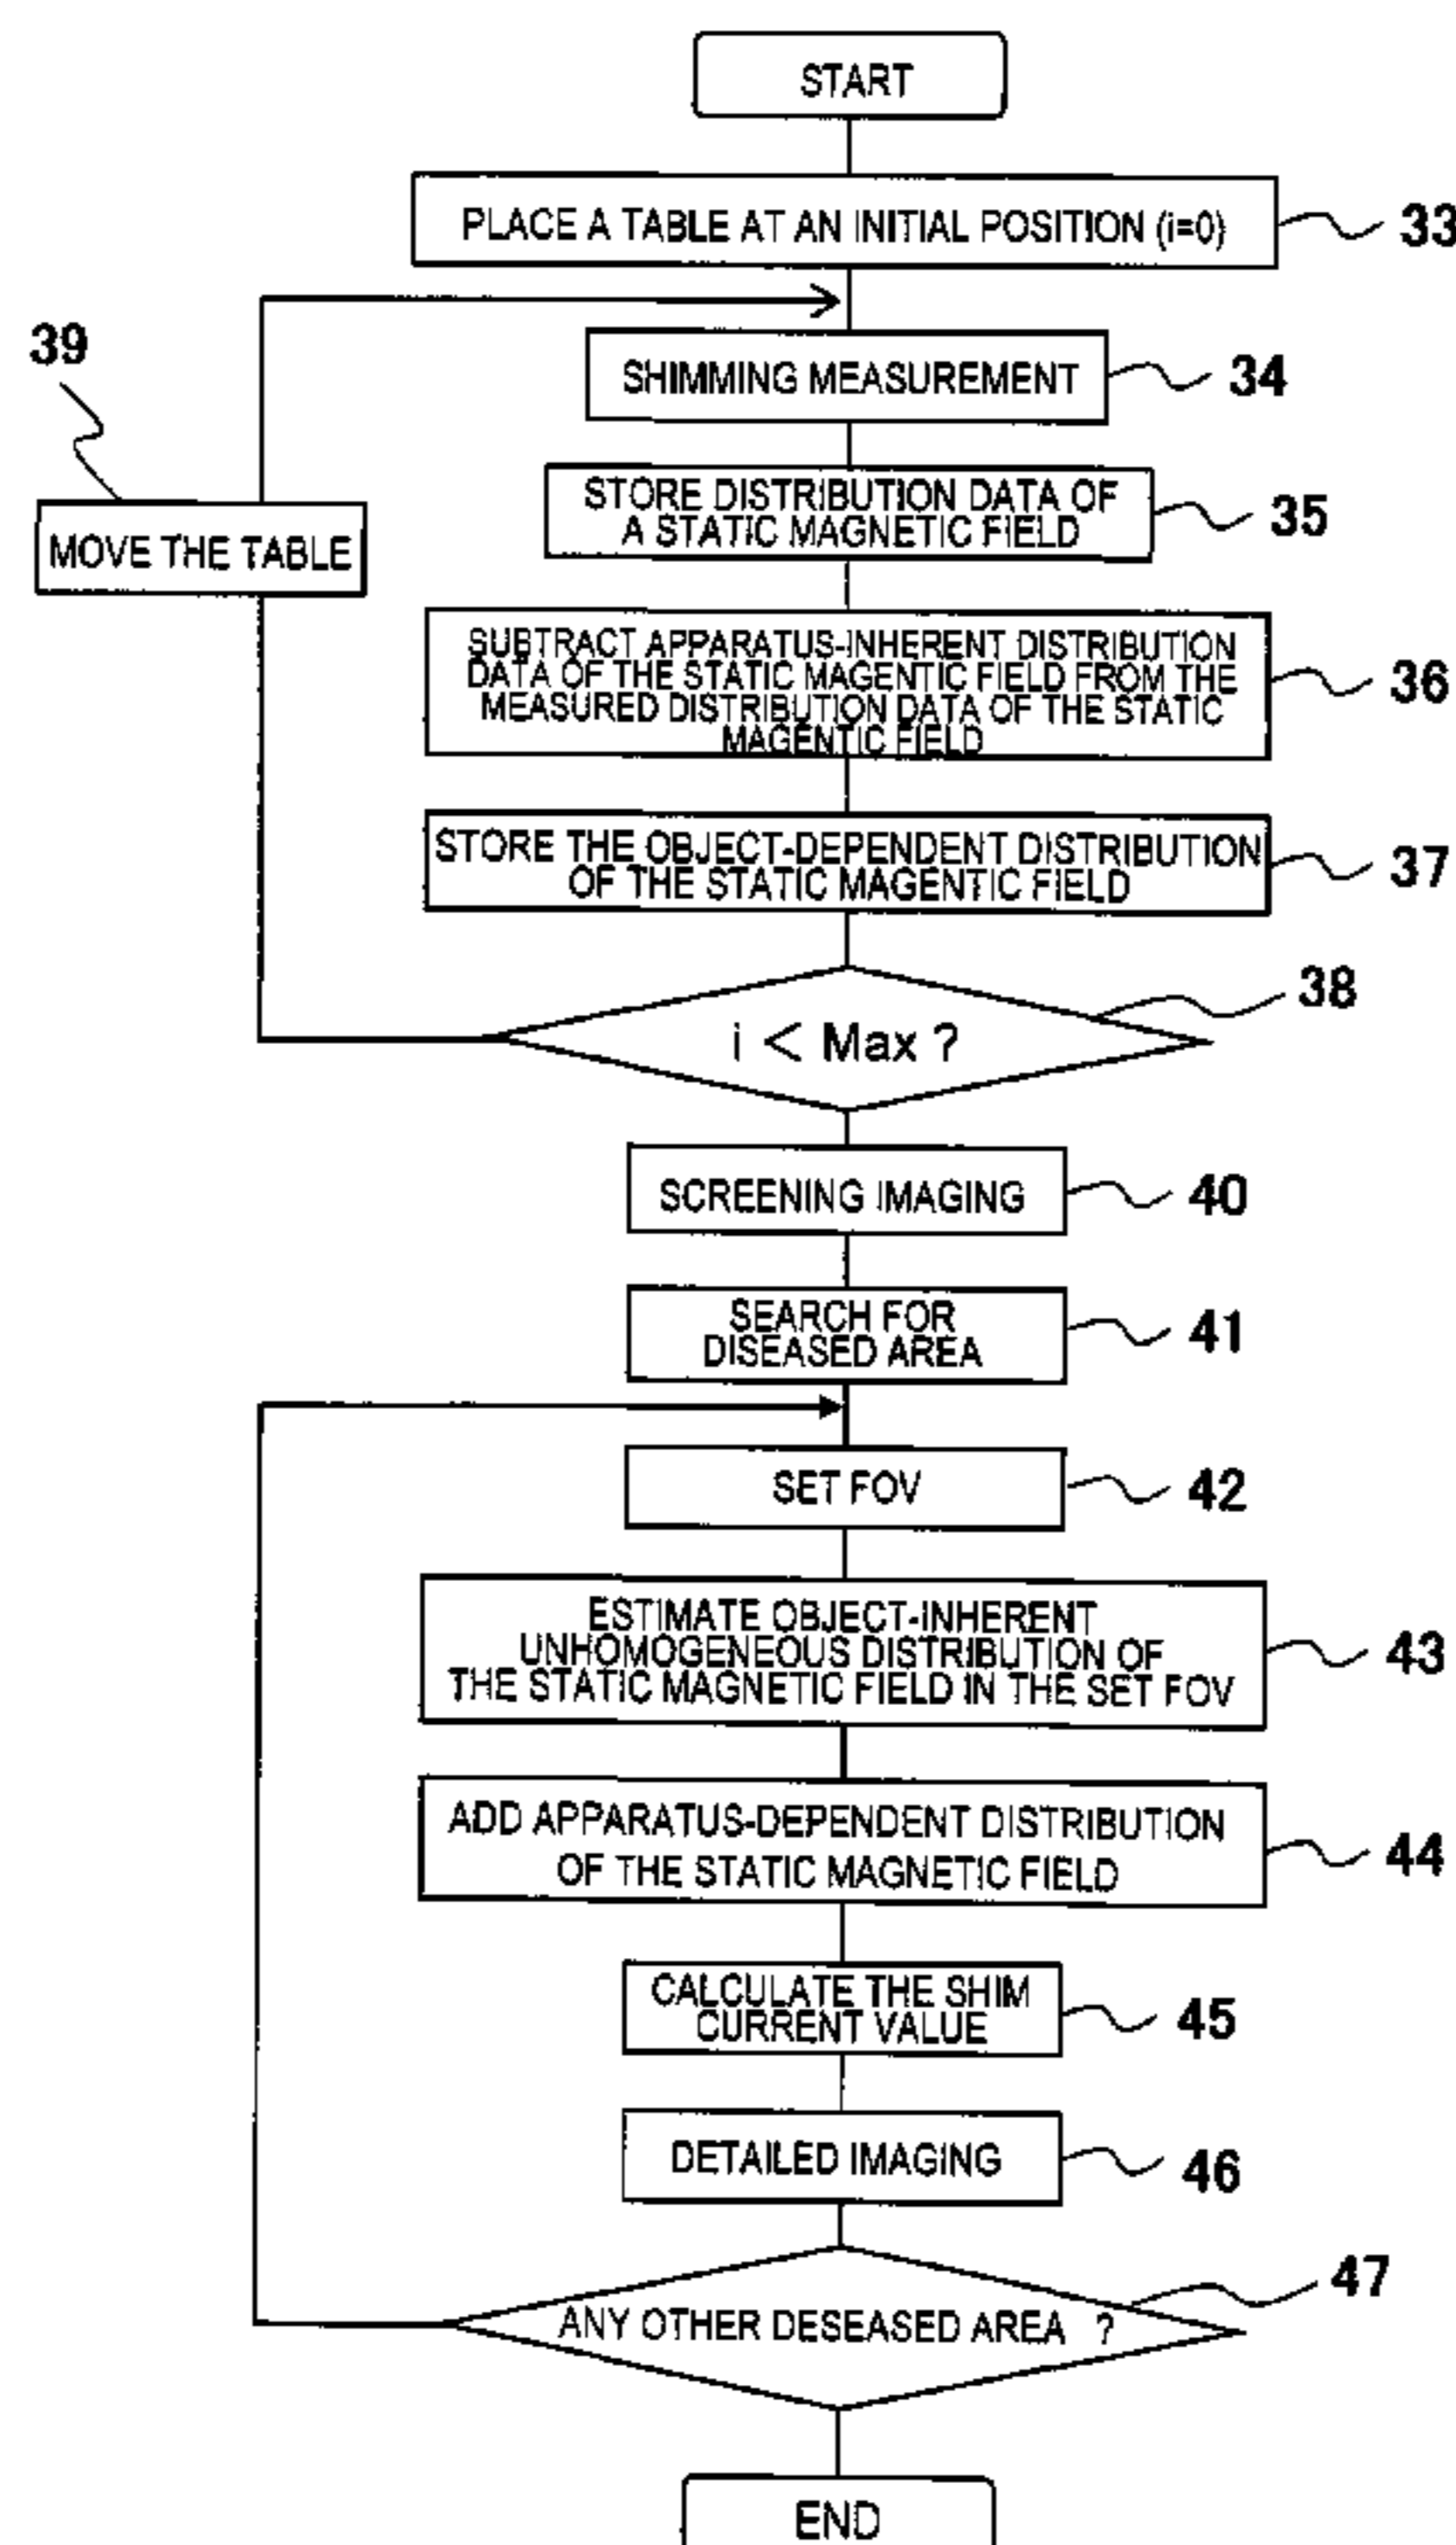 START
PLACE A TABLE AT AN INITIAL POSITION (i=0)
33
39
SHIMMING MEASUREMENT
34
STORE DISTRIBUTION DATA OF
A STATIC MAGNETIC FIELD
35
MOVE THE TABLE
SUBTRACT APPARATUS-INHERENT DISTRIBUTION
DATA OF THE STATIC MAGENTIC FIELD FROM THE
MEASURED DISTRIBUTION DATA OF THE STATIC
MAGENTIC FIELD
36
STORE THE OBJECT-DEPENDENT DISTRIBUTION
OF THE STATIC MAGENTIC FIELD
37
38
i < Max ?
SCREENING IMAGING
40
SEARCH FOR
DISEASED AREA
41
SET FOV
42
ESTIMATE OBJECT-INHERENT
UNHOMOGENEOUS DISTRIBUTION OF
THE STATIC MAGNETIC FIELD IN THE SET FOV
43
ADD APPARATUS-DEPENDENT DISTRIBUTION
OF THE STATIC MAGNETIC FIELD
44
CALCULATE THE SHIM
CURRENT VALUE
45
DETAILED IMAGING
46
47
ANY OTHER DESEASED AREA ?
END